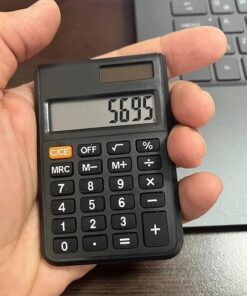 5695
C/CE OFF √ %
MRC M− M+ ÷
7 8 9 ×
4 5 6 −
1 2 3
0 · = +